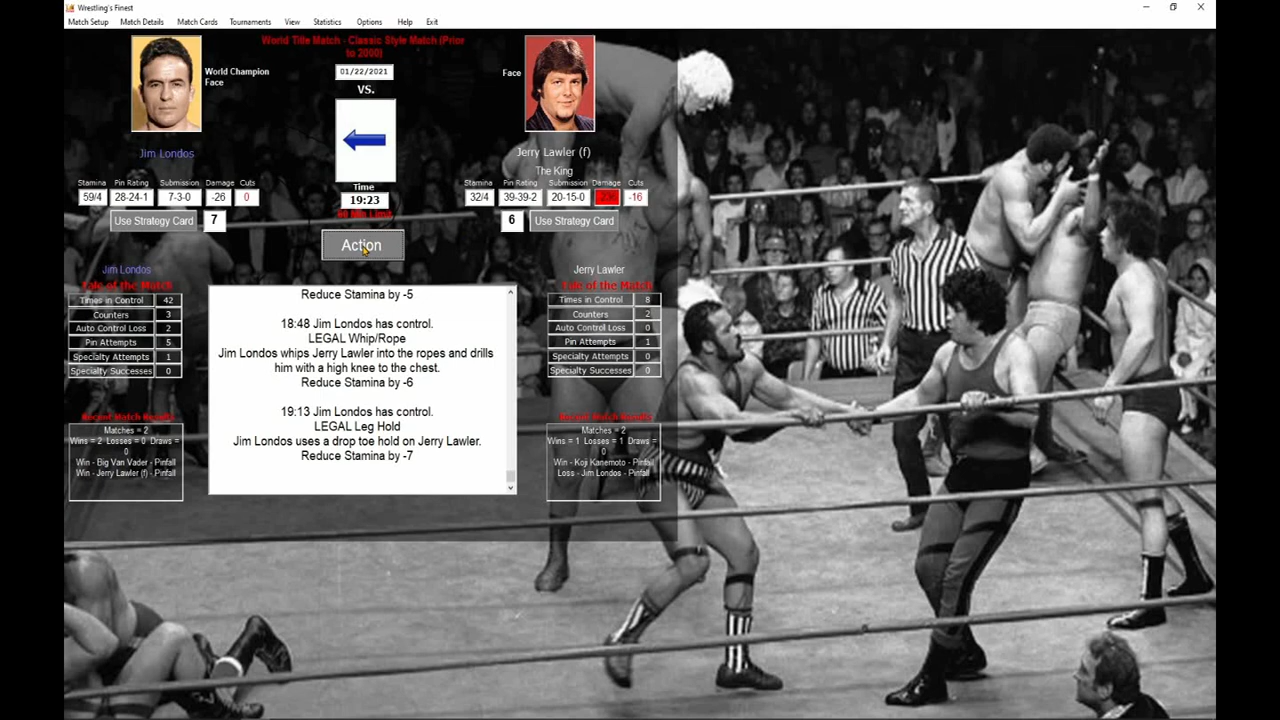 Wrestling's Finest
Match Setup Match Details Match Cards Tournaments View Statistics Options Help Exit
World Title Match - Classic Style Match (Prior
to 2000)
World Champion
Face
01/22/2021
VS.
Face
Jim Londos
Jerry Lawler (f)
The King
Stamina Pin Rating Submission Damage Cuts
59/4 28-24-1 7-3-0 -26 0
Time
19:23
60 Min Limit
Stamina Pin Rating Submission Damage Cuts
32/4 39-39-2 20-15-0 -16
Use Strategy Card 7
6 Use Strategy Card
Action
Jim Londos
Tale of the Match
Times in Control 42
Counters 3
Auto Control Loss 2
Pin Attempts 5
Specialty Attempts 1
Specialty Successes 0
Reduce Stamina by -5
18:48 Jim Londos has control.
LEGAL Whip/Rope
Jim Londos whips Jerry Lawler into the ropes and drills
him with a high knee to the chest.
Reduce Stamina by -6
19:13 Jim Londos has control.
LEGAL Leg Hold
Jim Londos uses a drop toe hold on Jerry Lawler.
Reduce Stamina by -7
Jerry Lawler
Tale of the Match
Times in Control 8
Counters 2
Auto Control Loss 0
Pin Attempts 1
Specialty Attempts 0
Specialty Successes 0
Recent Match Results
Matches = 2
Wins = 2 Losses = 0 Draws =
0
Win - Big Van Vader - Pinfall
Win - Jerry Lawler (f) - Pinfall
Recent Match Results
Matches = 2
Wins = 1 Losses = 1 Draws =
0
Win - Koji Kanemoto - Pinfall
Loss - Jim Londos - Pinfall